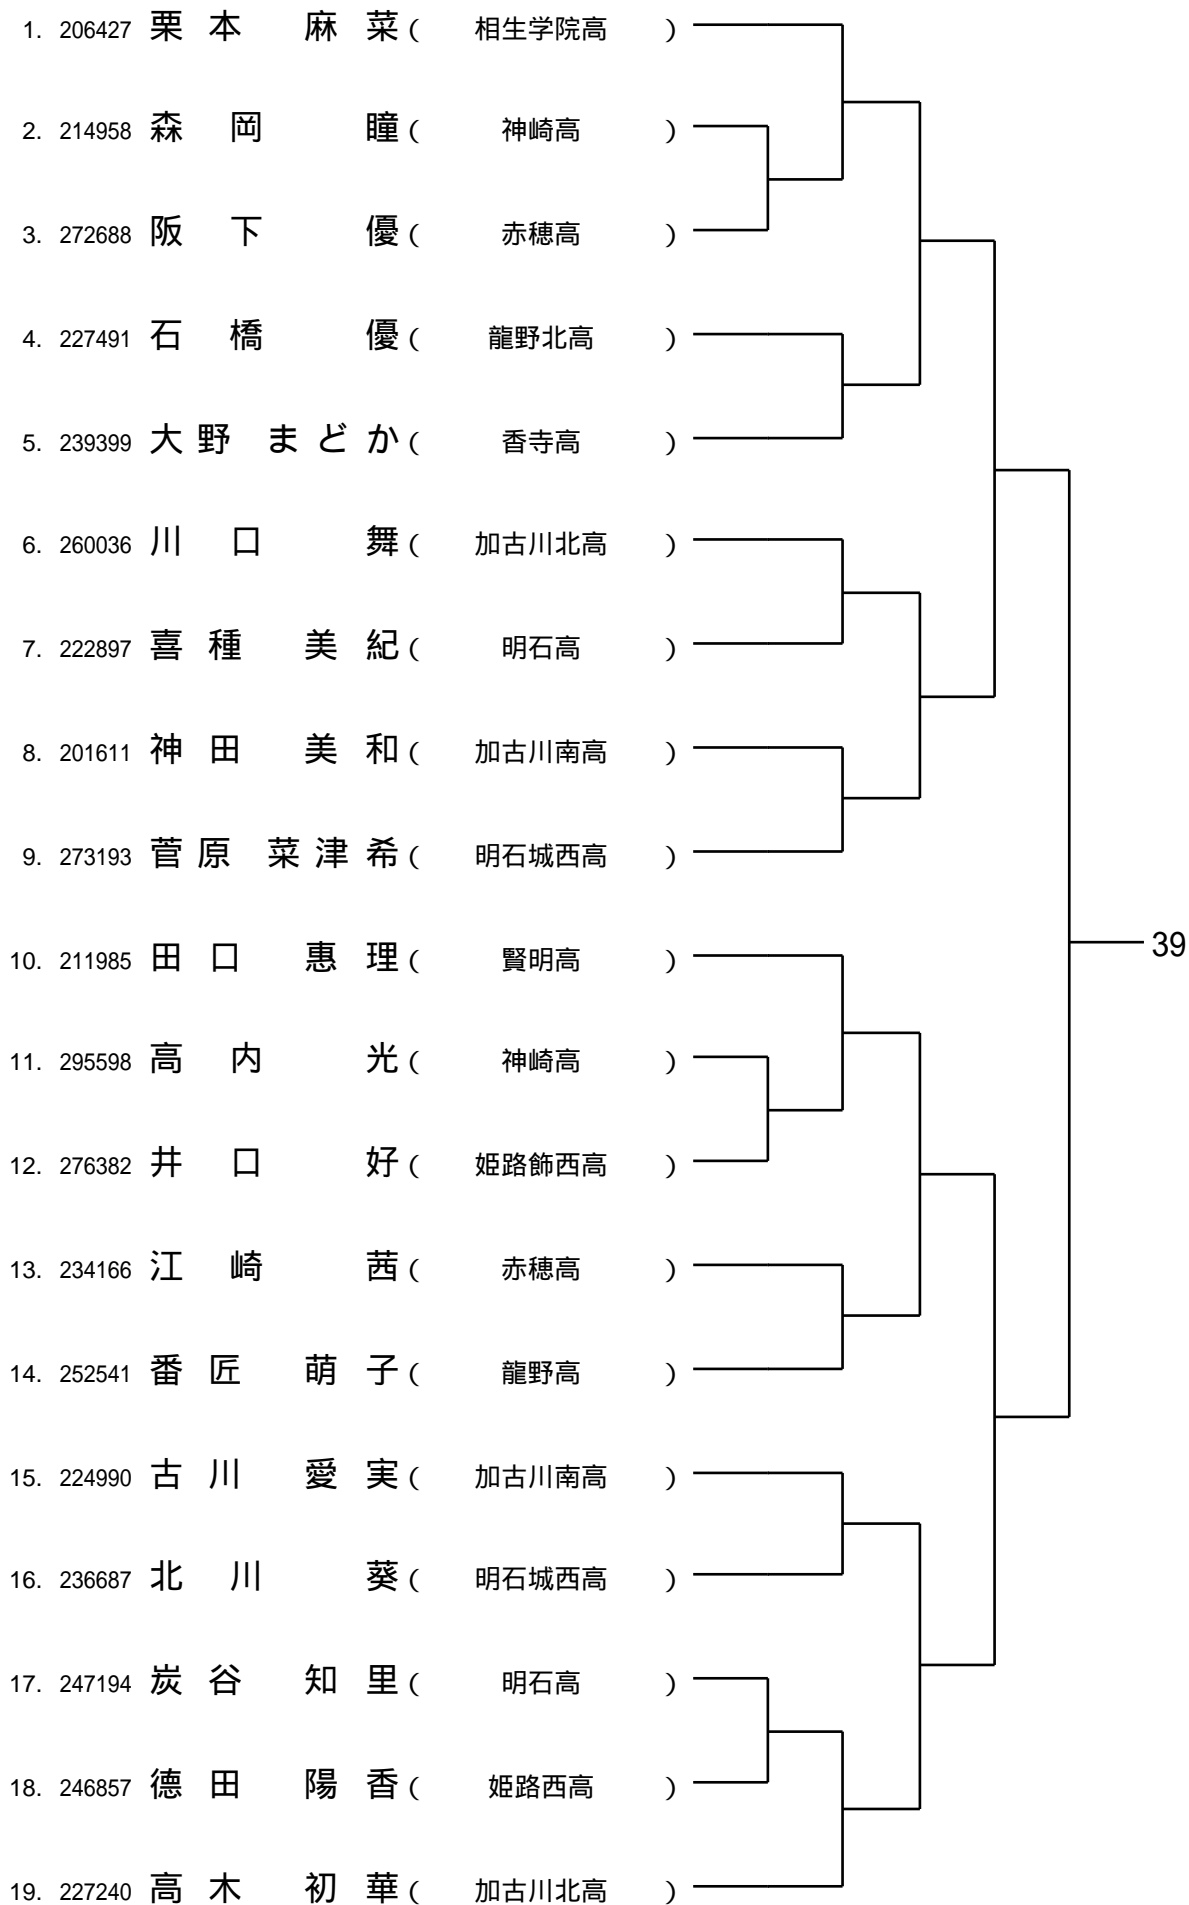 1. 206427 栗本 麻菜 ( 相生学院高 )
2. 214958 森岡 瞳 ( 神崎高 )
3. 272688 阪下 優 ( 赤穂高 )
4. 227491 石橋 優 ( 龍野北高 )
5. 239399 大野 まどか ( 香寺高 )
6. 260036 川口 舞 ( 加古川北高 )
7. 222897 喜種 美紀 ( 明石高 )
8. 201611 神田 美和 ( 加古川南高 )
9. 273193 菅原 菜津希 ( 明石城西高 )
39
10. 211985 田口 惠理 ( 賢明高 )
11. 295598 高内 光 ( 神崎高 )
12. 276382 井口 好 ( 姫路飾西高 )
13. 234166 江崎 茜 ( 赤穂高 )
14. 252541 番匠 萌子 ( 龍野高 )
15. 224990 古川 愛実 ( 加古川南高 )
16. 236687 北川 葵 ( 明石城西高 )
17. 247194 炭谷 知里 ( 明石高 )
18. 246857 德田 陽香 ( 姫路西高 )
19. 227240 高木 初華 ( 加古川北高 )